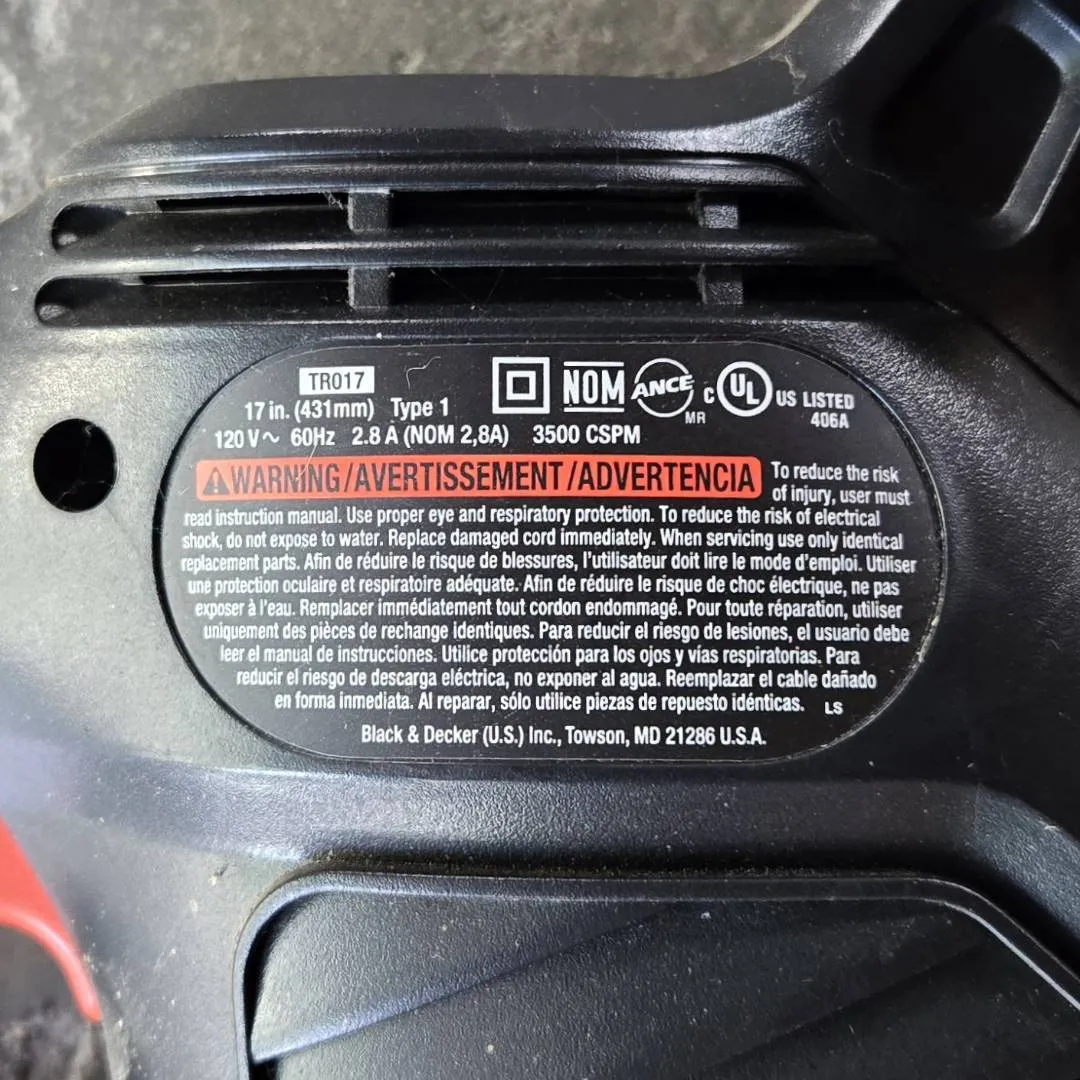 TR017
17 in. (431mm) Type 1
120 V~ 60Hz 2.8 A (NOM 2,8A) 3500 CSPM
NOM ANCE MR C UL US LISTED
406A
WARNING/AVERTISSEMENT/ADVERTENCIA To reduce the risk
of injury, user must
read instruction manual. Use proper eye and respiratory protection. To reduce the risk of electrical
shock, do not expose to water. Replace damaged cord immediately. When servicing use only identical
replacement parts. Afin de réduire le risque de blessures, l'utilisateur doit lire le mode d'emploi. Utiliser
une protection oculaire et respiratoire adéquate. Afin de réduire le risque de choc électrique, ne pas
exposer à l'eau. Remplacer immédiatement tout cordon endommagé. Pour toute réparation, utiliser
uniquement des pièces de rechange identiques. Para reducir el riesgo de lesiones, el usuario debe
leer el manual de instrucciones. Utilice protección para los ojos y vías respiratorias. Para
reducir el riesgo de descarga eléctrica, no exponer al agua. Reemplazar el cable dañado
en forma inmediata. Al reparar, sólo utilice piezas de repuesto idénticas. LS
Black & Decker (U.S.) Inc., Towson, MD 21286 U.S.A.